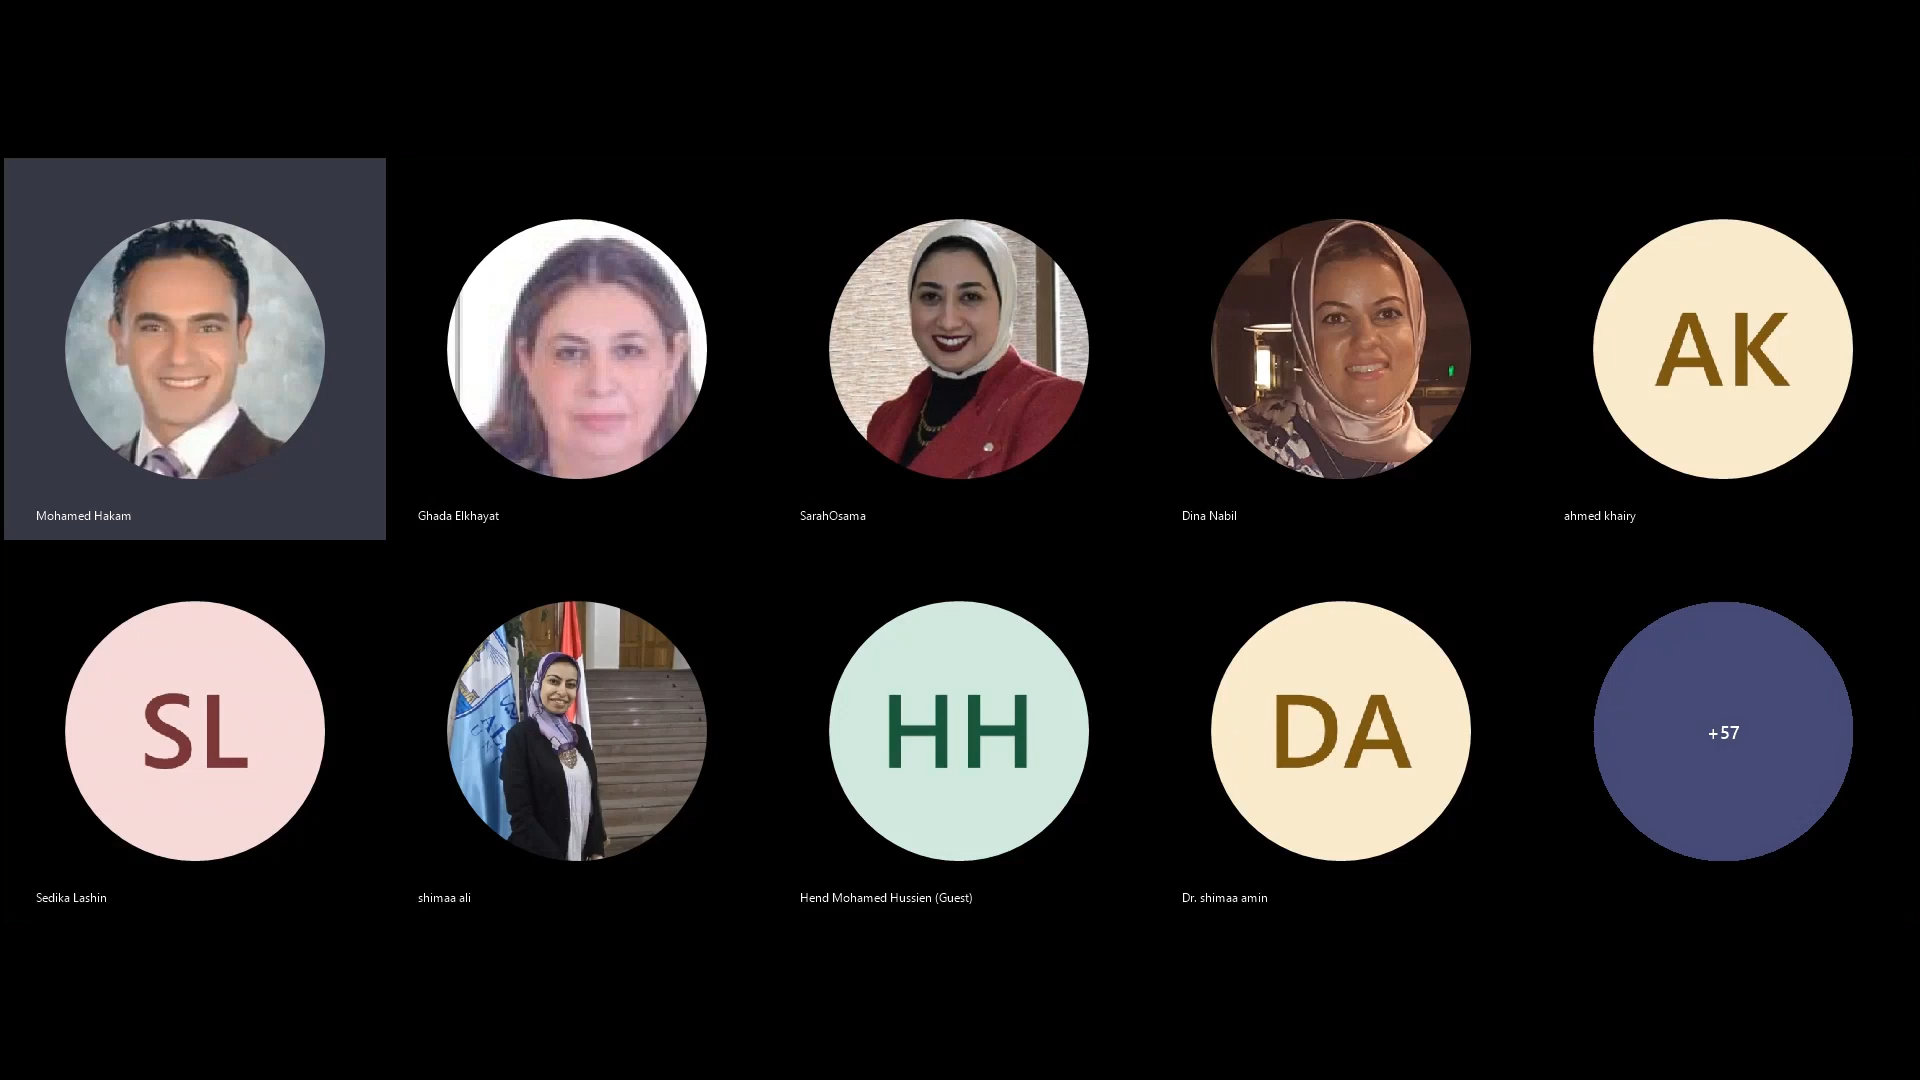 AK
Mohamed Hakam
Ghada Elkhayat
SarahOsama
Dina Nabil
ahmed khairy
SL
HH
DA
+57
Sedika Lashin
shimaa ali
Hend Mohamed Hussien (Guest)
Dr. shimaa amin